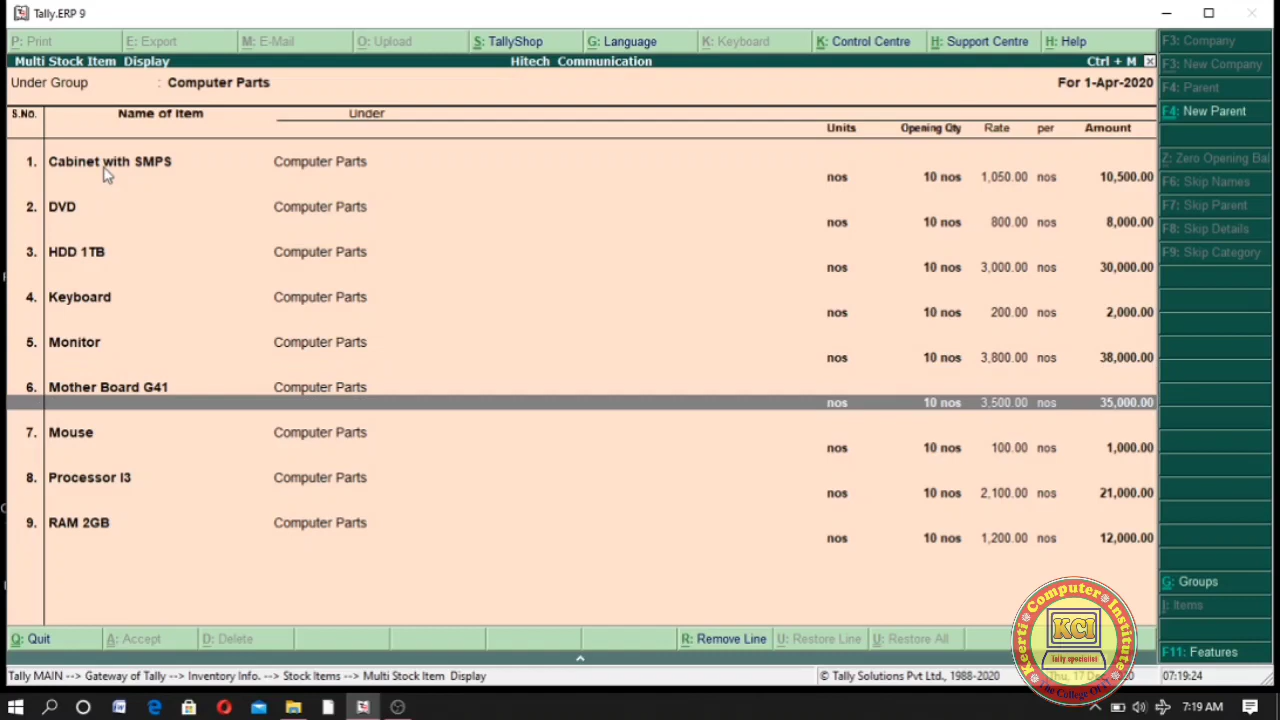 Tally.ERP 9
P: Print E: Export M: E-Mail O: Upload S: TallyShop G: Language K: Keyboard K: Control Centre H: Support Centre H: Help
Multi Stock Item Display Hitech Communication Ctrl + M
Under Group : Computer Parts For 1-Apr-2020
S.No. Name of Item Under
Units Opening Qty Rate per Amount
1. Cabinet with SMPS Computer Parts
nos 10 nos 1,050.00 nos 10,500.00
2. DVD Computer Parts
nos 10 nos 800.00 nos 8,000.00
3. HDD 1TB Computer Parts
nos 10 nos 3,000.00 nos 30,000.00
4. Keyboard Computer Parts
nos 10 nos 200.00 nos 2,000.00
5. Monitor Computer Parts
nos 10 nos 3,800.00 nos 38,000.00
6. Mother Board G41 Computer Parts
nos 10 nos 3,500.00 nos 35,000.00
7. Mouse Computer Parts
nos 10 nos 100.00 nos 1,000.00
8. Processor I3 Computer Parts
nos 10 nos 2,100.00 nos 21,000.00
9. RAM 2GB Computer Parts
nos 10 nos 1,200.00 nos 12,000.00
F3: Company
F3: New Company
F4: Parent
F4: New Parent
Z: Zero Opening Bal
F6: Skip Names
F7: Skip Parent
F8: Skip Details
F9: Skip Category
G: Groups
I: Items
F11: Features
Keerti Computer Institute
KCI
Tally specialist
The College Of IT
Q: Quit A: Accept D: Delete R: Remove Line U: Restore Line U: Restore All
Tally MAIN --> Gateway of Tally --> Inventory Info. --> Stock Items --> Multi Stock Item Display © Tally Solutions Pvt Ltd., 1988-2020 Thu, 17 07:19:24
7:19 AM